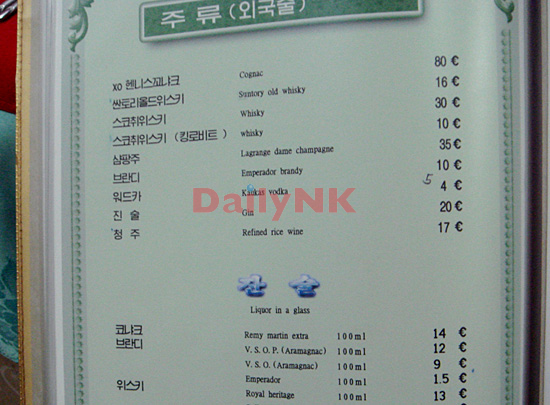 주 류 (외국술)
xo 헨니스꼬냐크 Cognac 80 €
싼토리올드위스키 Suntory old whisky 16 €
스코취위스키 Whisky 30 €
스코취위스키 (킹로비트) whisky 10 €
샴팡주 Lagrange dame champagne 35 €
브란디 Emperador brandy 10 €
워드카 Kaukas vodka 5 4 €
진 술 Gin 20 €
청 주 Refined rice wine 17 €
DailyNK
잔 술
Liquor in a glass
코냐크 Remy martin extra 100ml 14 €
브란디 V. S. O. P. (Aramagnac) 100ml 12 €
V. S. O. (Aramagnac) 100ml 9 €
위스키 Emperador 100ml 1.5 €
Royal heritage 100ml 13 €